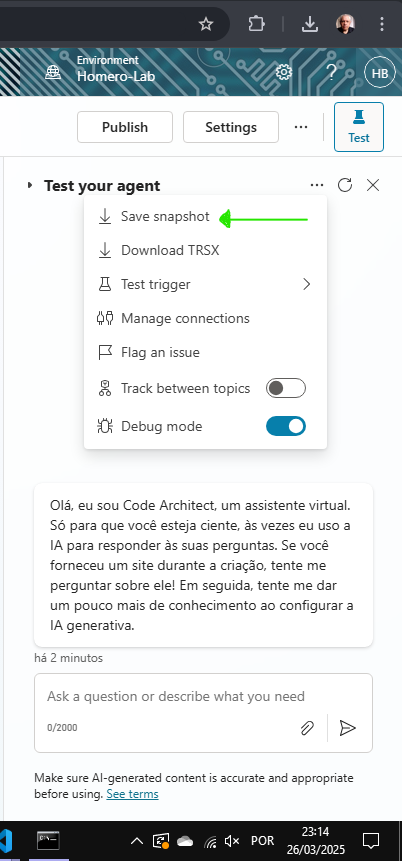 Environment
Homero-Lab
HB
Publish
Settings
Test
Test your agent
Save snapshot
Download TRSX
Test trigger
Manage connections
Flag an issue
Track between topics
Debug mode
Olá, eu sou Code Architect, um assistente virtual.
Só para que você esteja ciente, às vezes eu uso a
IA para responder às suas perguntas. Se você
forneceu um site durante a criação, tente me
perguntar sobre ele! Em seguida, tente me dar
um pouco mais de conhecimento ao configurar a
IA generativa.
há 2 minutos
Ask a question or describe what you need
0/2000
Make sure AI-generated content is accurate and appropriate
before using. See terms
POR
23:14
26/03/2025